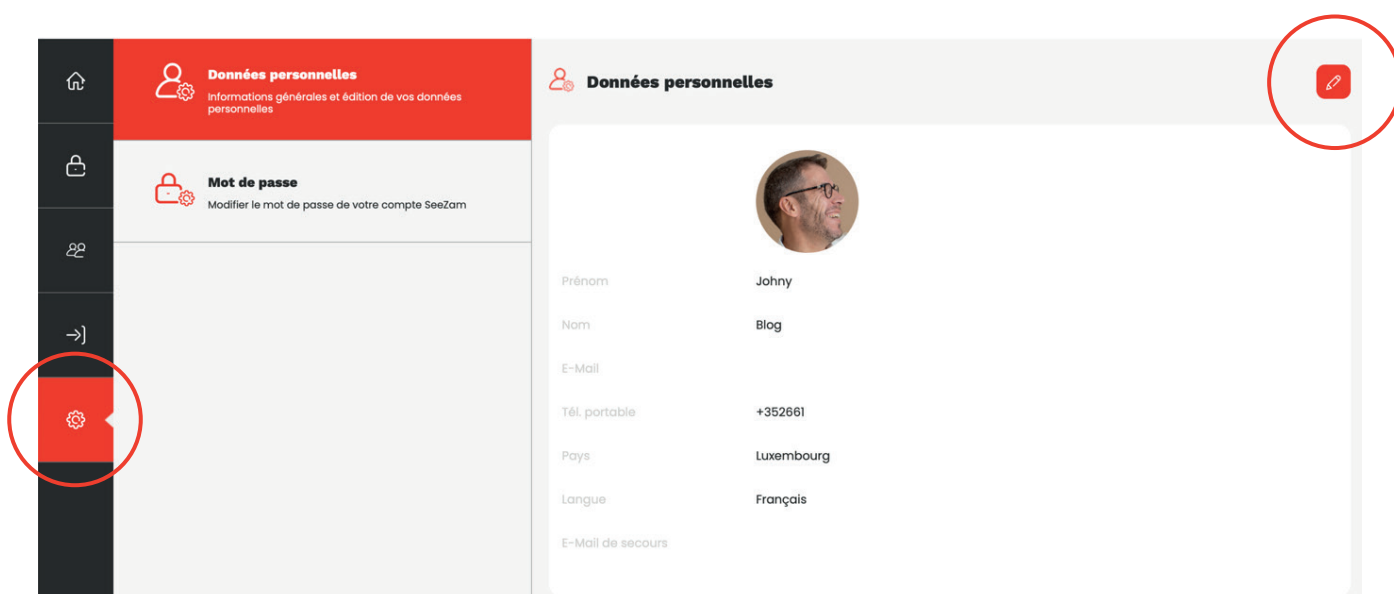 Données personnelles
Informations générales et édition de vos données
personnelles
Mot de passe
Modifier le mot de passe de votre compte SeeZam
Données personnelles
Prénom Johny
Nom Blog
E-Mail
Tél. portable +352661
Pays Luxembourg
Langue Français
E-Mail de secours